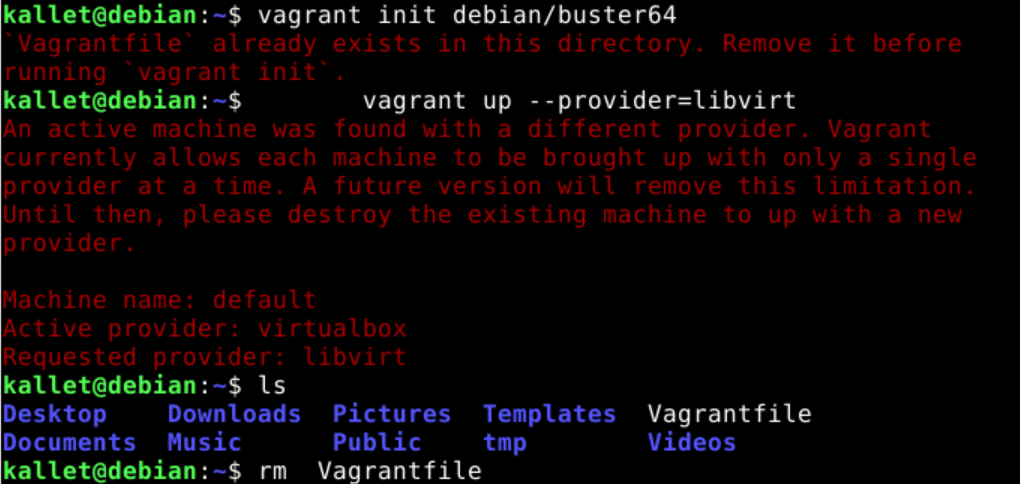 kallet@debian:~$ vagrant init debian/buster64
`Vagrantfile` already exists in this directory. Remove it before
running `vagrant init`.
kallet@debian:~$        vagrant up --provider=libvirt
An active machine was found with a different provider. Vagrant
currently allows each machine to be brought up with only a single
provider at a time. A future version will remove this limitation.
Until then, please destroy the existing machine to up with a new
provider.

Machine name: default
Active provider: virtualbox
Requested provider: libvirt
kallet@debian:~$ ls
Desktop    Downloads  Pictures  Templates  Vagrantfile
Documents  Music      Public    tmp        Videos
kallet@debian:~$ rm  Vagrantfile